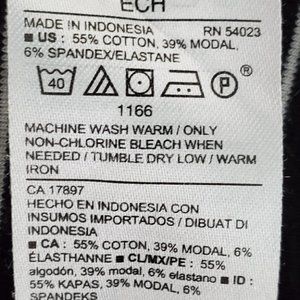 ECH
MADE IN INDONESIA RN 54023
■ US : 55% COTTON, 39% MODAL,
6% SPANDEX/ELASTANE
40 P
1166
MACHINE WASH WARM / ONLY
NON-CHLORINE BLEACH WHEN
NEEDED / TUMBLE DRY LOW / WARM
IRON
CA 17897
HECHO EN INDONESIA CON
INSUMOS IMPORTADOS / DIBUAT DI
INDONESIA
■ CA : 55% COTON, 39% MODAL, 6%
ÉLASTHANNE ■ CL/MX/PE : 55%
algodón, 39% modal, 6% elastano ■ ID :
55% KAPAS, 39% MODAL, 6%
SPANDEKS